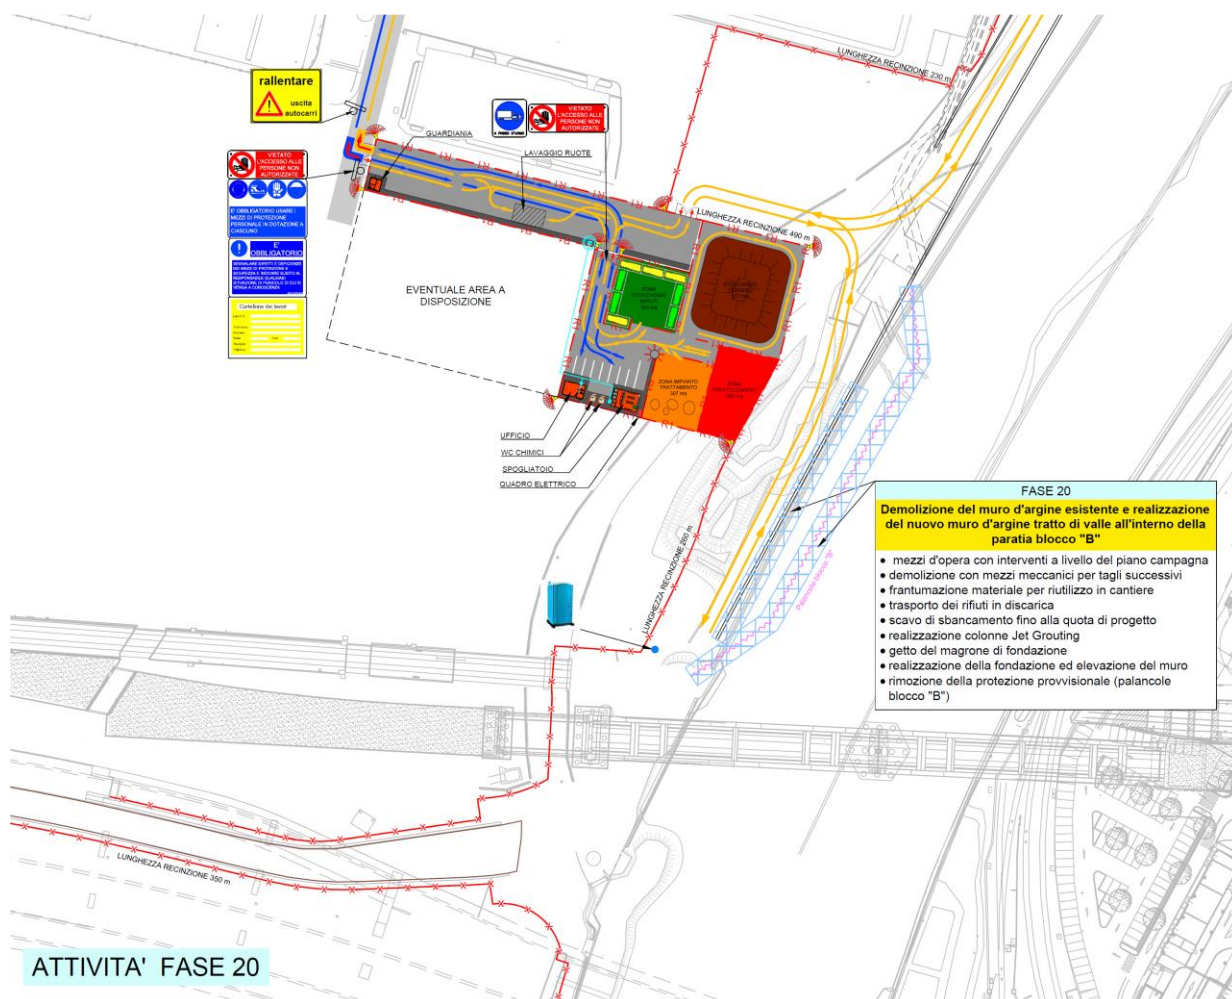 LUNGHEZZA RECINZIONE 230 m
rallentare
uscita
autocarri
VIETATO
L'ACCESSO ALLE
PERSONE NON
AUTORIZZATE
GUARDIANIA
LAVAGGIO RUOTE
VIETATO
L'ACCESSO ALLE
PERSONE NON
AUTORIZZATE
E' OBBLIGATORIO USARE I
MEZZI DI PROTEZIONE
PERSONALE IN DOTAZIONE A
CIASCUNO
E'
OBBLIGATORIO
LUNGHEZZA RECINZIONE 490 m
EVENTUALE AREA A
DISPOSIZIONE
ZONA IMPIANTO
TRATTAMENTO
507 mq
UFFICIO
WC CHIMICI
SPOGLIATOIO
QUADRO ELETTRICO
LUNGHEZZA RECINZIONE 260 m
Palancole blocco "B"
FASE 20
Demolizione del muro d'argine esistente e realizzazione
del nuovo muro d'argine tratto di valle all'interno della
paratia blocco "B"
• mezzi d'opera con interventi a livello del piano campagna
• demolizione con mezzi meccanici per tagli successivi
• frantumazione materiale per riutilizzo in cantiere
• trasporto dei rifiuti in discarica
• scavo di sbancamento fino alla quota di progetto
• realizzazione colonne Jet Grouting
• getto del magrone di fondazione
• realizzazione della fondazione ed elevazione del muro
• rimozione della protezione provvisionale (palancole
blocco "B")
LUNGHEZZA RECINZIONE 350 m
ATTIVITA' FASE 20